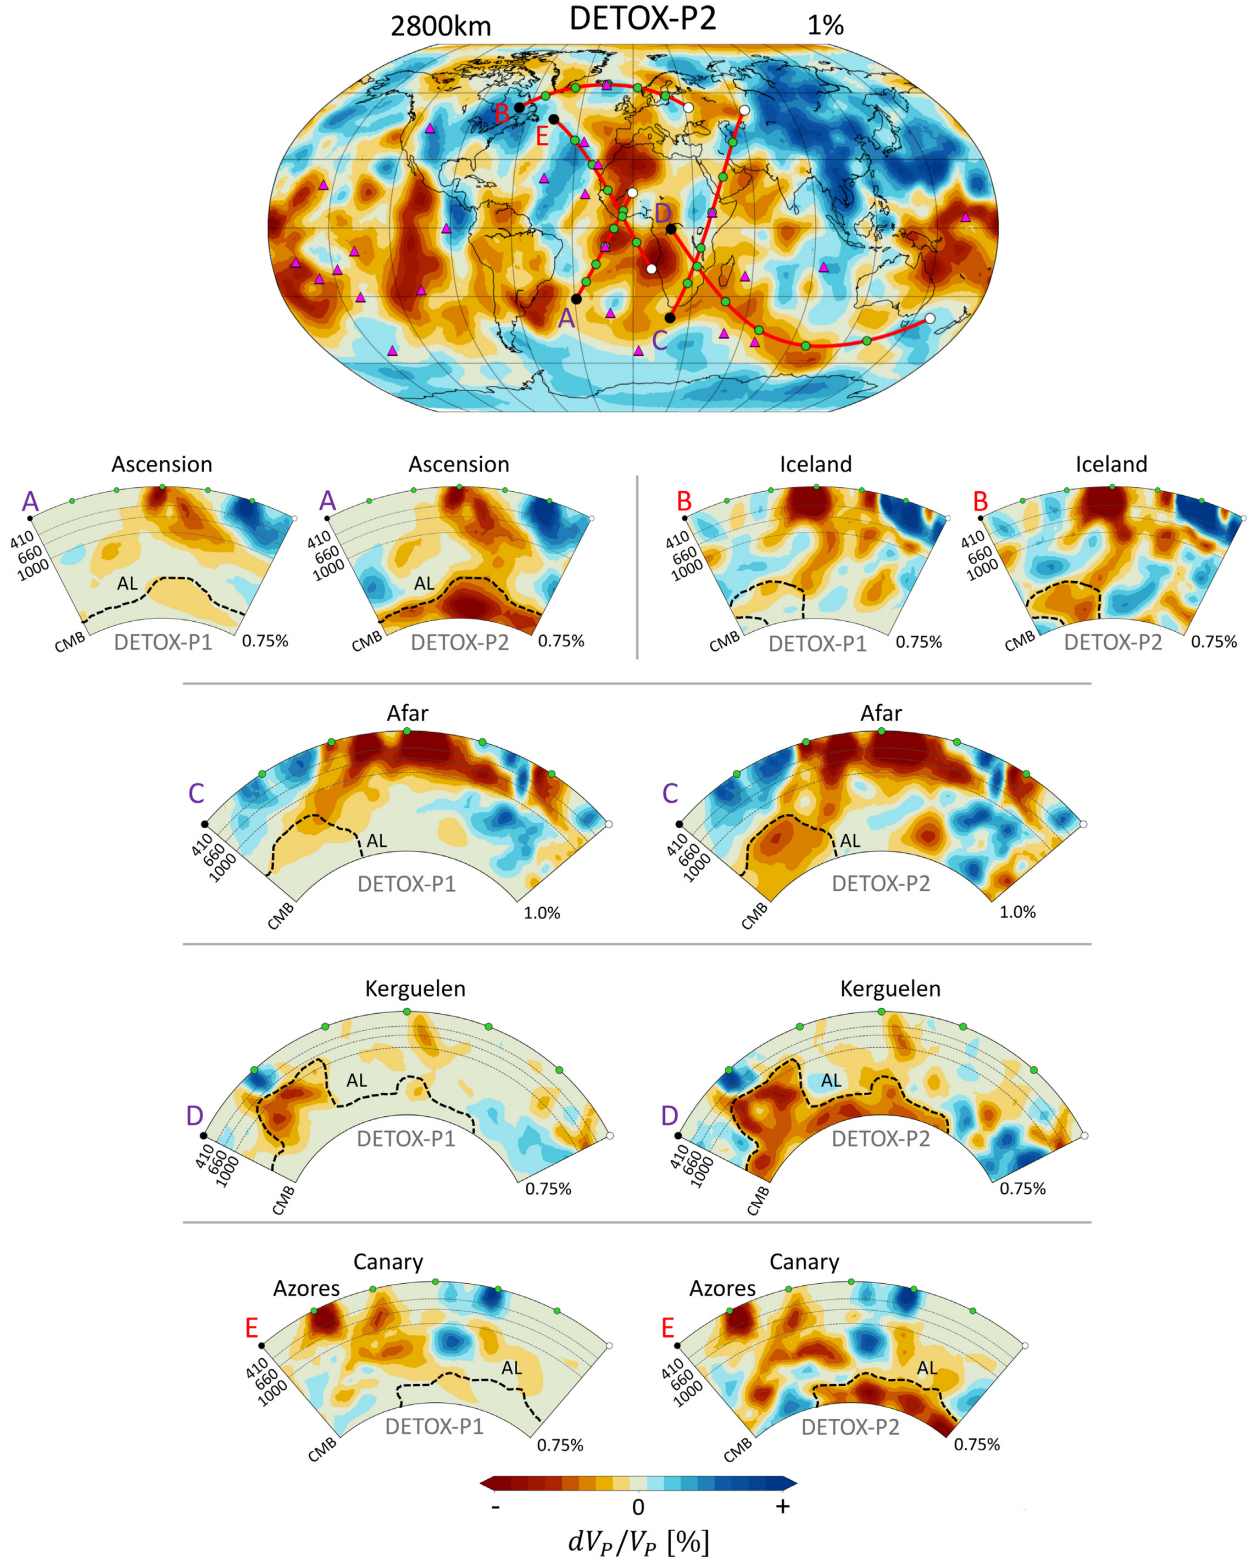 2800km DETOX-P2 1%
B
E
D
A
C
Ascension Ascension Iceland Iceland
A A B B
410 410 410 410
660 660 660 660
1000 1000 1000 1000
AL AL
CMB DETOX-P1 0.75% CMB DETOX-P2 0.75% CMB DETOX-P1 0.75% CMB DETOX-P2 0.75%
Afar Afar
C C
410 410
660 660
1000 1000
AL AL
DETOX-P1 DETOX-P2
CMB 1.0% CMB 1.0%
Kerguelen Kerguelen
AL AL
D D
410 410
660 660
1000 1000
DETOX-P1 DETOX-P2
CMB 0.75% CMB 0.75%
Canary Canary
Azores Azores
E E
410 410
660 660
1000 1000
AL AL
DETOX-P1 DETOX-P2
CMB 0.75% CMB 0.75%
- 0 +
dV_P/V_P [%]